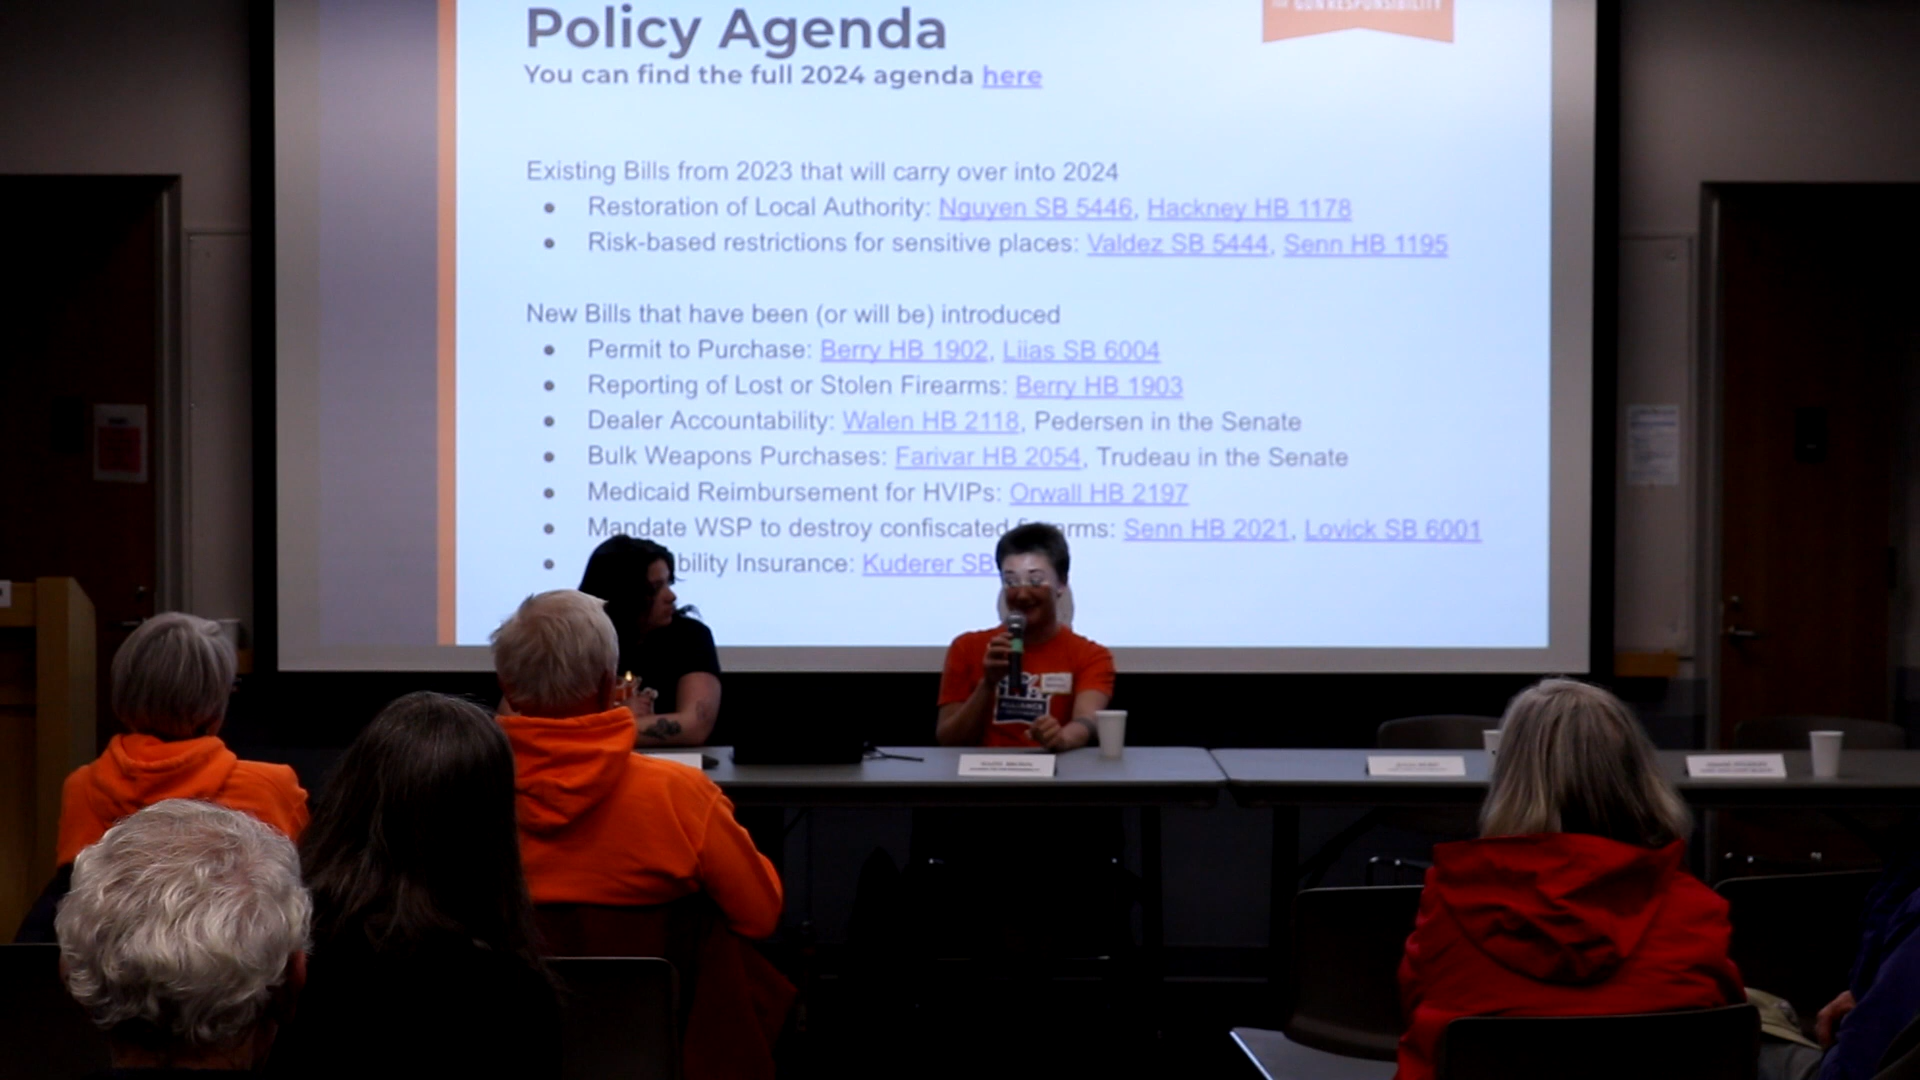 Policy Agenda
GUN RESPONSIBILITY
You can find the full 2024 agenda here
Existing Bills from 2023 that will carry over into 2024
Restoration of Local Authority: Nguyen SB 5446, Hackney HB 1178
Risk-based restrictions for sensitive places: Valdez SB 5444, Senn HB 1195
New Bills that have been (or will be) introduced
Permit to Purchase: Berry HB 1902, Liias SB 6004
Reporting of Lost or Stolen Firearms: Berry HB 1903
Dealer Accountability: Walen HB 2118, Pedersen in the Senate
Bulk Weapons Purchases: Farivar HB 2054, Trudeau in the Senate
Medicaid Reimbursement for HVIPs: Orwall HB 2197
Mandate WSP to destroy confiscated f arms: Senn HB 2021, Lovick SB 6001
bility Insurance: Kuderer SB
ALLIANCE